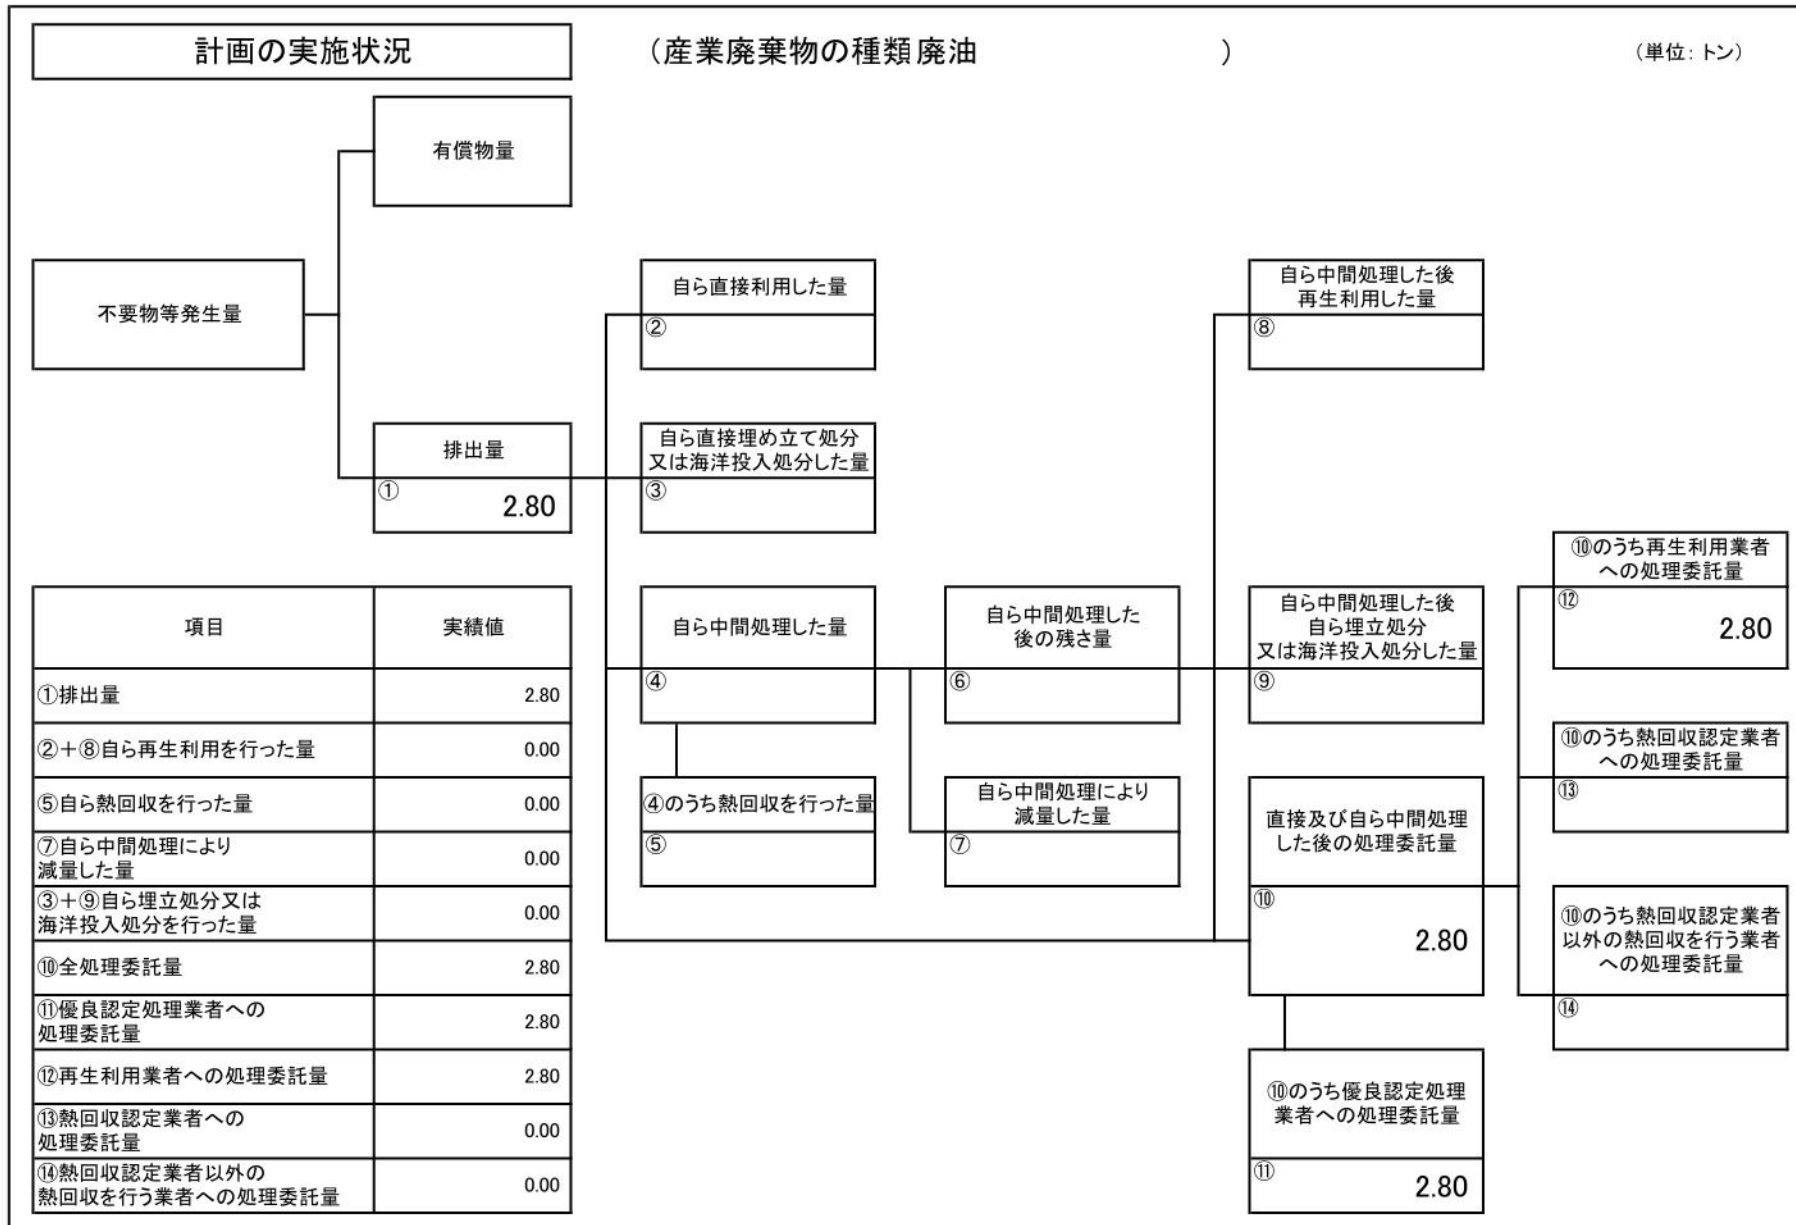 計画の実施状況
（産業廃棄物の種類 廃油　　　　　　　　）
（単位：トン）
有償物量
不要物等発生量
自ら直接利用した量
②
自ら中間処理した後
再生利用した量
⑧
排出量
①
2.80
自ら直接埋め立て処分
又は海洋投入処分した量
③
⑩のうち再生利用業者
への処理委託量
⑫
2.80
自ら中間処理した量
④
自ら中間処理した
後の残さ量
⑥
自ら中間処理した後
自ら埋立処分
又は海洋投入処分した量
⑨
⑩のうち熱回収認定業者
への処理委託量
⑬
④のうち熱回収を行った量
⑤
自ら中間処理により
減量した量
⑦
直接及び自ら中間処理
した後の処理委託量
⑩
2.80
⑩のうち熱回収認定業者
以外の熱回収を行う業者
への処理委託量
⑭
⑩のうち優良認定処理
業者への処理委託量
⑪
2.80
項目 実績値
①排出量 2.80
②＋⑧自ら再生利用を行った量 0.00
⑤自ら熱回収を行った量 0.00
⑦自ら中間処理により
減量した量 0.00
③＋⑨自ら埋立処分又は
海洋投入処分を行った量 0.00
⑩全処理委託量 2.80
⑪優良認定処理業者への
処理委託量 2.80
⑫再生利用業者への処理委託量 2.80
⑬熱回収認定業者への
処理委託量 0.00
⑭熱回収認定業者以外の
熱回収を行う業者への処理委託量 0.00